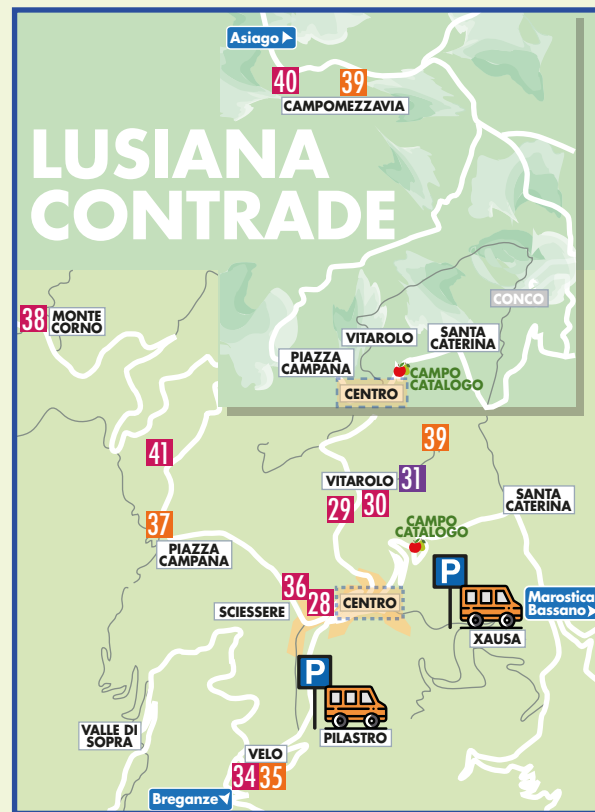 Asiago
40
39
CAMPOMEZZAVIA
LUSIANA
CONTRADE
CONCO
38
MONTE
CORNO
VITAROLO
SANTA
CATERINA
PIAZZA
CAMPANA
CAMPO
CATALOGO
CENTRO
39
41
VITAROLO
31
29
30
SANTA
CATERINA
37
CAMPO
CATALOGO
PIAZZA
CAMPANA
P
36
28
CENTRO
SCIESSERE
Marostica
Bassano
XAUSA
P
VALLE DI
SOPRA
PILASTRO
VELO
34
35
Breganze